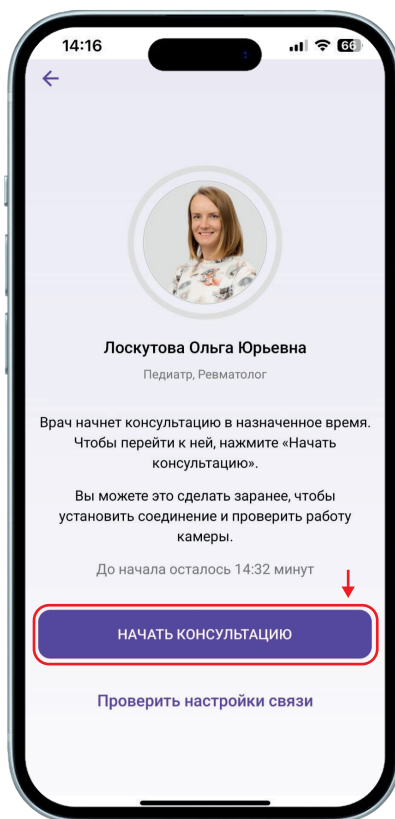 14:16
66
Лоскутова Ольга Юрьевна
Педиатр, Ревматолог
Врач начнет консультацию в назначенное время.
Чтобы перейти к ней, нажмите «Начать
консультацию».
Вы можете это сделать заранее, чтобы
установить соединение и проверить работу
камеры.
До начала осталось 14:32 минут
НАЧАТЬ КОНСУЛЬТАЦИЮ
Проверить настройки связи